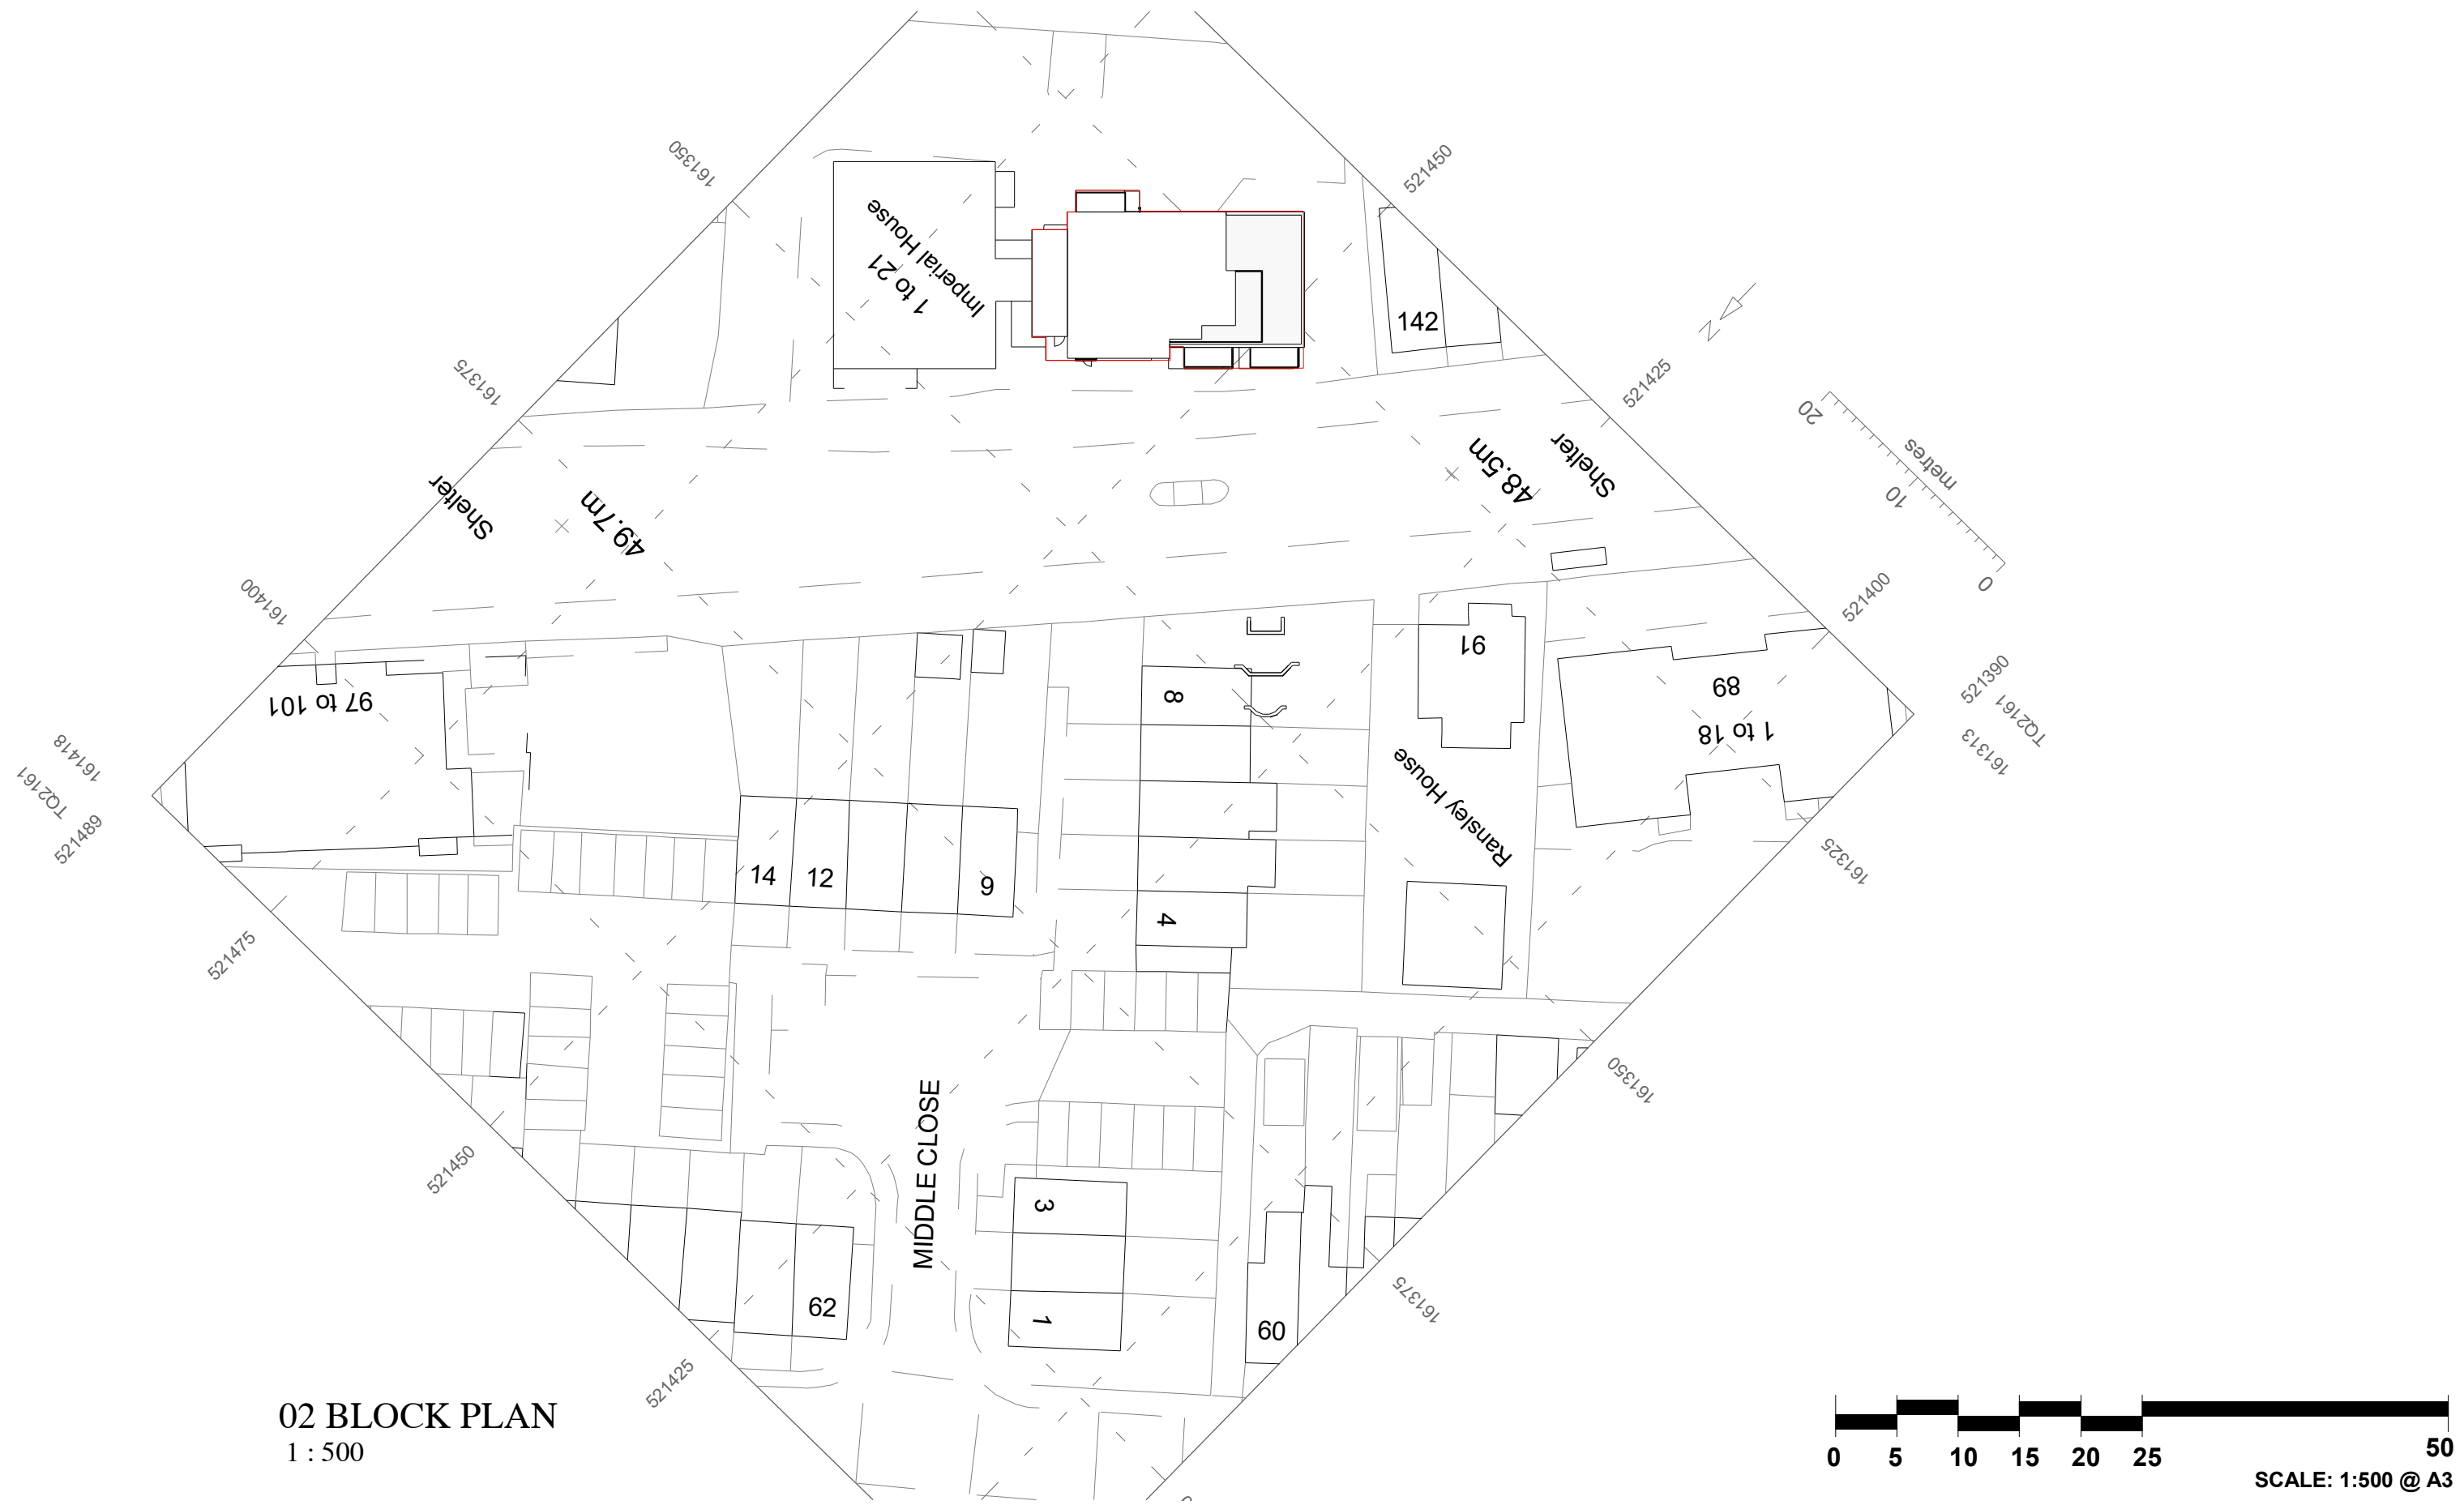 161350
521450
Imperial House
1 to 21
142
N
161375
521425
20
metres
10
0
Shelter
48.5m
Shelter
49.7m
161400
521400
91
89
1 to 18
97 to 101
8
521390
TQ2161
161313
161418
TQ2161
521489
Ransley House
14
12
9
4
161325
521475
161350
MIDDLE CLOSE
521450
3
62
1
60
161375
521425
02 BLOCK PLAN
1 : 500
0 5 10 15 20 25 50
SCALE: 1:500 @ A3